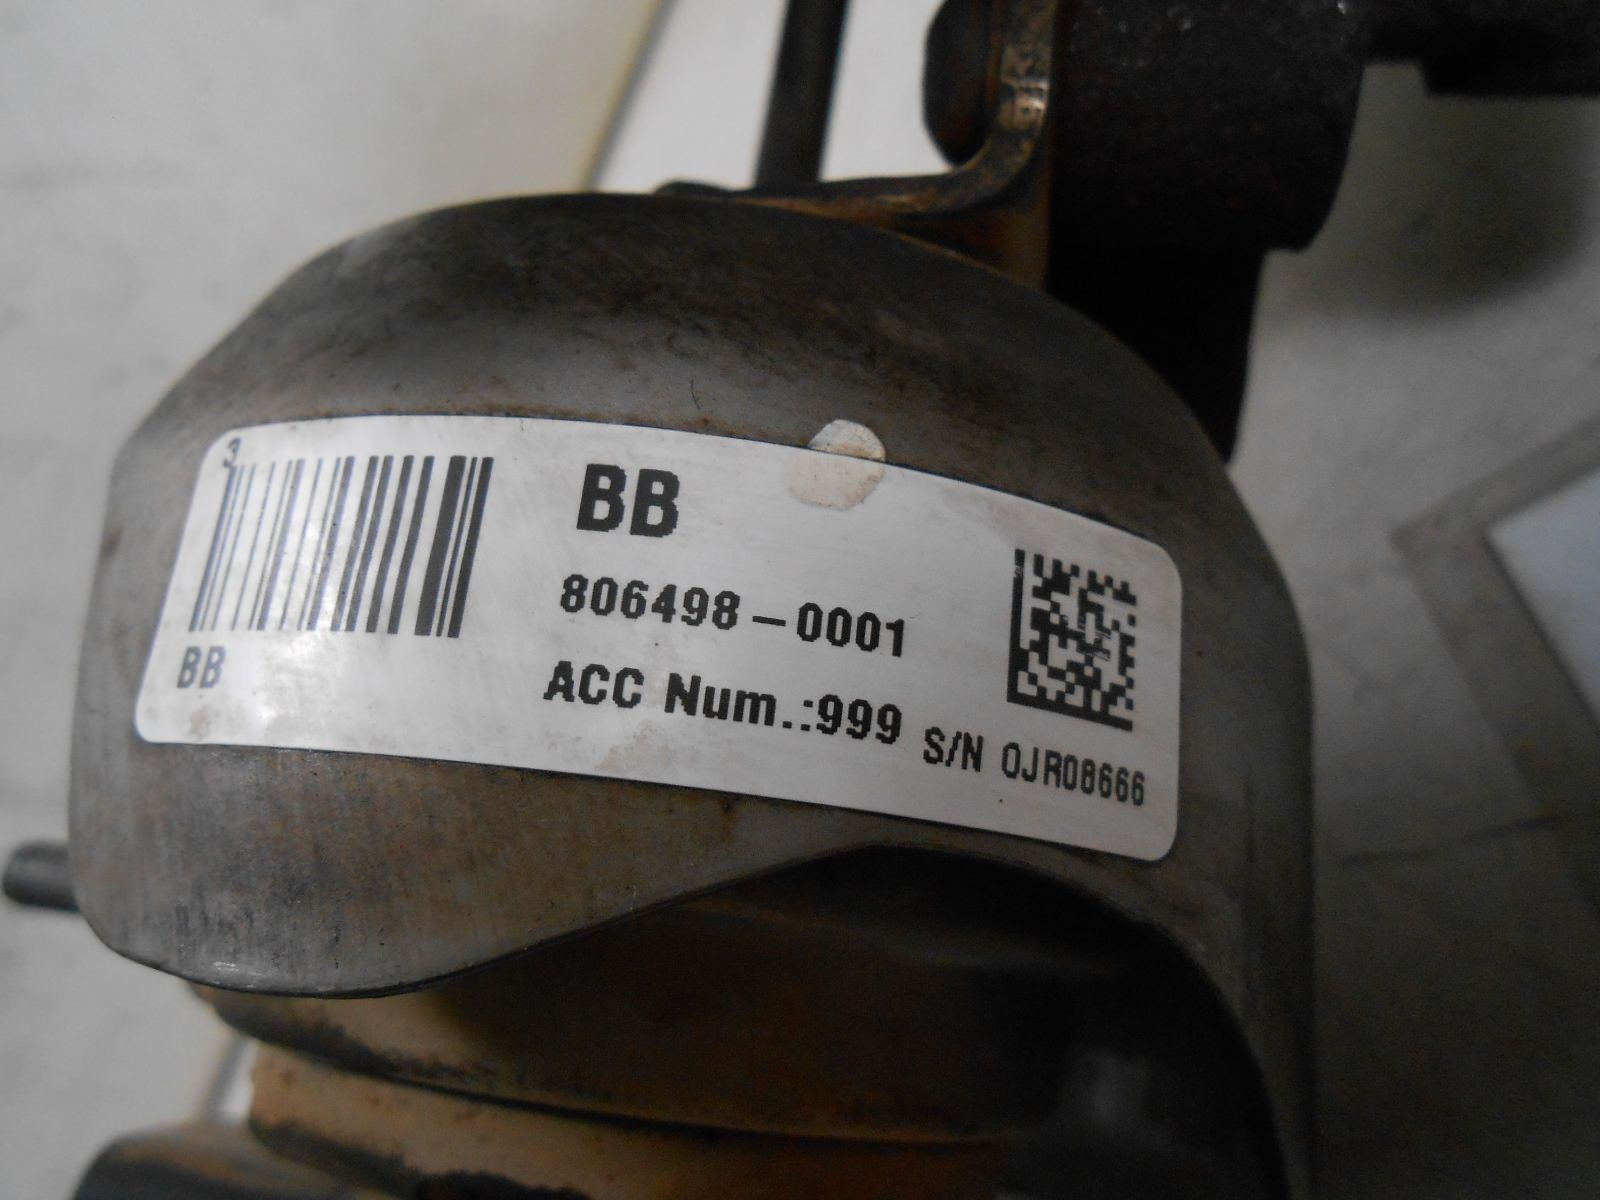 3
BB
BB
806498-0001
ACC Num.:999
S/N 0JR08666